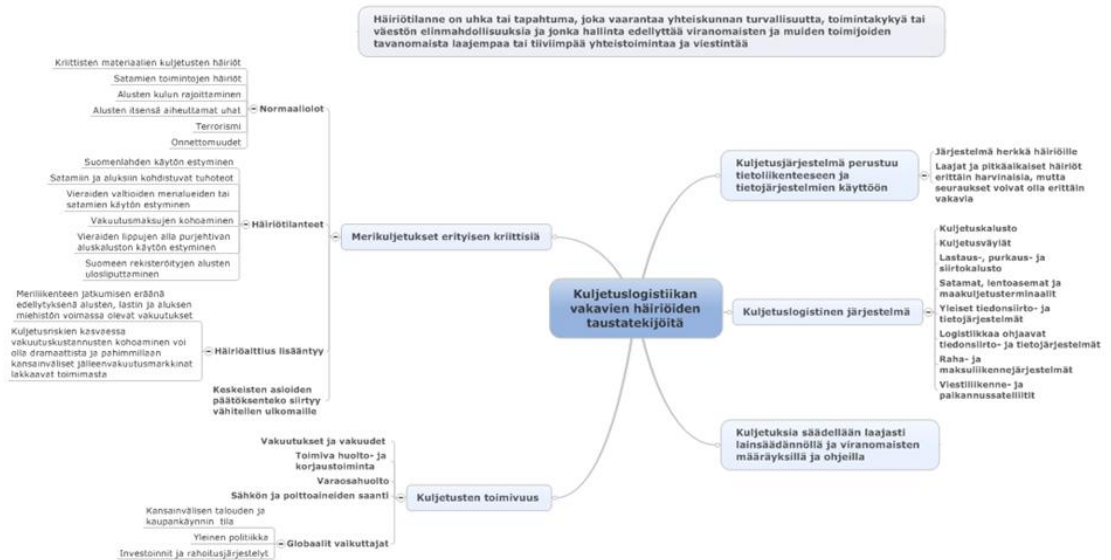 Häiriötilanne on uhka tai tapahtuma, joka vaarantaa yhteiskunnan turvallisuutta, toimintakykyä tai
väestön elinmahdollisuuksia ja jonka hallinta edellyttää viranomaisten ja muiden toimijoiden
tavanomaista laajempaa tai tiiviimpää yhteistoimintaa ja viestintää
Kuljetuslogistiikan
vakavien häiriöiden
taustatekijöitä
Merikuljetukset erityisen kriittisiä
Normaaliolot
Kriittisten materiaalien kuljetusten häiriöt
Satamien toimintojen häiriöt
Alusten kulun rajoittaminen
Alusten itsensä aiheuttamat uhat
Terrorismi
Onnettomuudet
Häiriötilanteet
Suomenlahden käytön estyminen
Satamiin ja aluksiin kohdistuvat tuhoteot
Vieraiden valtioiden merialueiden tai
satamien käytön estyminen
Vakuutusmaksujen kohoaminen
Vieraiden lippujen alla purjehtivan
aluskaluston käytön estyminen
Suomeen rekisteröityjen alusten
ulosliputtaminen
Häiriöalttius lisääntyy
Meriliikenteen jatkumisen eräänä
edellytyksenä alusten, lastin ja aluksen
miehistön voimassa olevat vakuutukset
Kuljetusriskien kasvaessa
vakuutuskustannusten kohoaminen voi
olla dramaattista ja pahimmillaan
kansainväliset jälleenvakuutusmarkkinat
lakkaavat toimimasta
Keskeisten asioiden
päätöksenteko siirtyy
vähitellen ulkomaille
Kuljetusten toimivuus
Vakuutukset ja vakuudet
Toimiva huolto- ja
korjaustoiminta
Varaosahuolto
Sähkön ja polttoaineiden saanti
Globaalit vaikuttajat
Kansainvälisen talouden ja
kaupankäynnin tila
Yleinen politiikka
Investoinnit ja rahoitusjärjestelyt
Kuljetusjärjestelmä perustuu
tietoliikenteeseen ja
tietojärjestelmien käyttöön
Järjestelmä herkkä häiriöille
Laajat ja pitkäaikaiset häiriöt
erittäin harvinaisia, mutta
seuraukset voivat olla erittäin
vakavia
Kuljetuslogistinen järjestelmä
Kuljetuskalusto
Kuljetusväylät
Lastaus-, purkaus- ja
siirtokalusto
Satamat, lentoasemat ja
maakuljetusterminaalit
Yleiset tiedonsiirto- ja
tietojärjestelmät
Logistiikkaa ohjaavat
tiedonsiirto- ja tietojärjestelmät
Raha- ja
maksuliikennejärjestelmät
Viestiliikenne- ja
paikannussatelliitit
Kuljetuksia säädellään laajasti
lainsäädännöllä ja viranomaisten
määräyksillä ja ohjeilla